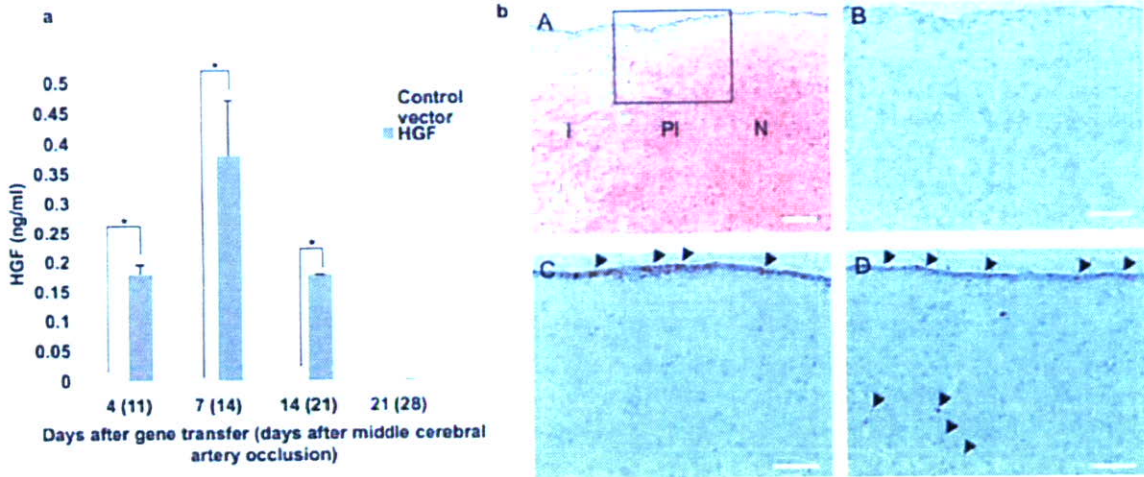 a
HGF (ng/ml)
0.5
0.45
0.4
0.35
0.3
0.25
0.2
0.15
0.1
0.05
0
*
*
*
Control
vector
HGF
4 (11)
7 (14)
14 (21)
21 (28)
Days after gene transfer (days after middle cerebral
artery occlusion)
b
A
I
PI
N
B
C
D